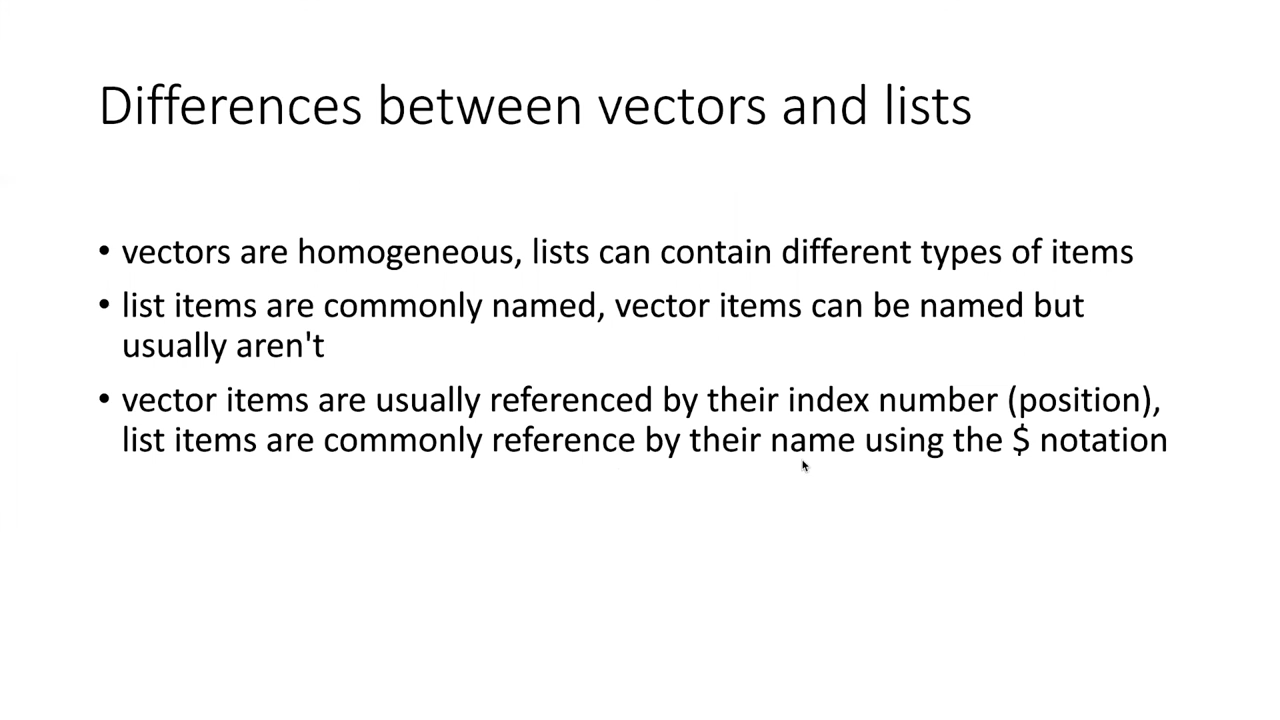 Differences between vectors and lists
• vectors are homogeneous, lists can contain different types of items
• list items are commonly named, vector items can be named but
usually aren't
• vector items are usually referenced by their index number (position),
list items are commonly reference by their name using the $ notation